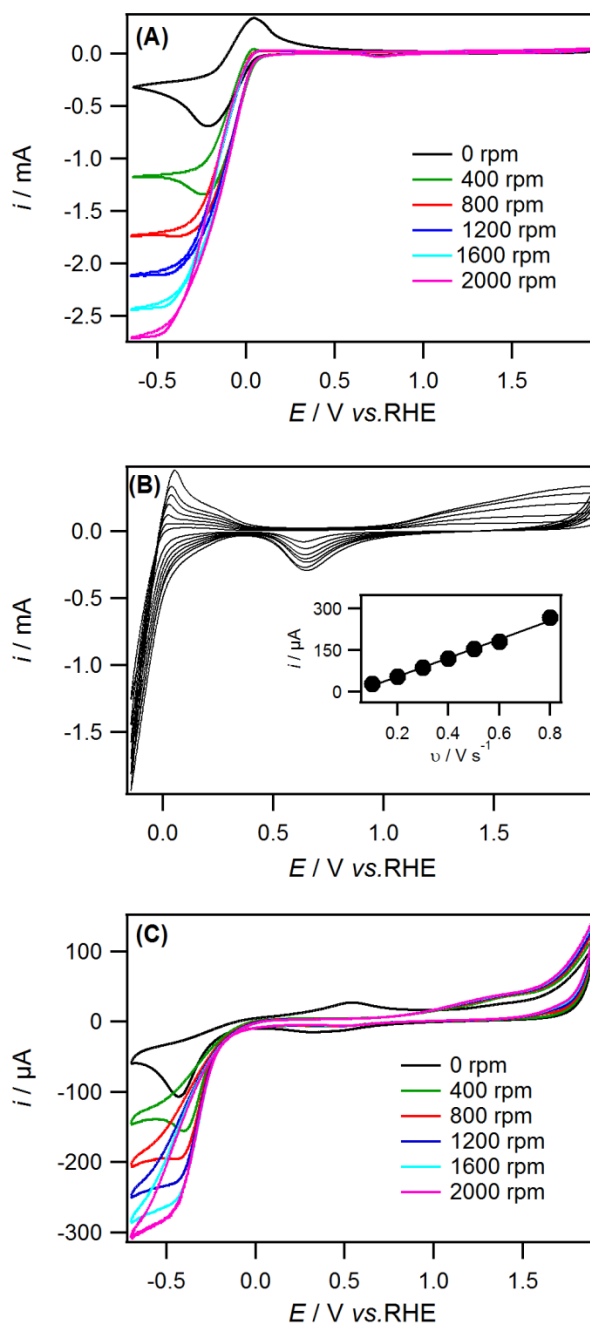 (A)
0.0
-0.5
-1.0
-1.5
-2.0
-2.5
i / mA
0 rpm
400 rpm
800 rpm
1200 rpm
1600 rpm
2000 rpm
-0.5 0.0 0.5 1.0 1.5
E / V vs.RHE
(B)
0.0
-0.5
-1.0
-1.5
i / mA
300
150
0
i / µA
0.2 0.4 0.6 0.8
υ / V s⁻¹
0.0 0.5 1.0 1.5
E / V vs.RHE
(C)
100
0
-100
-200
-300
i / µA
0 rpm
400 rpm
800 rpm
1200 rpm
1600 rpm
2000 rpm
-0.5 0.0 0.5 1.0 1.5
E / V vs.RHE